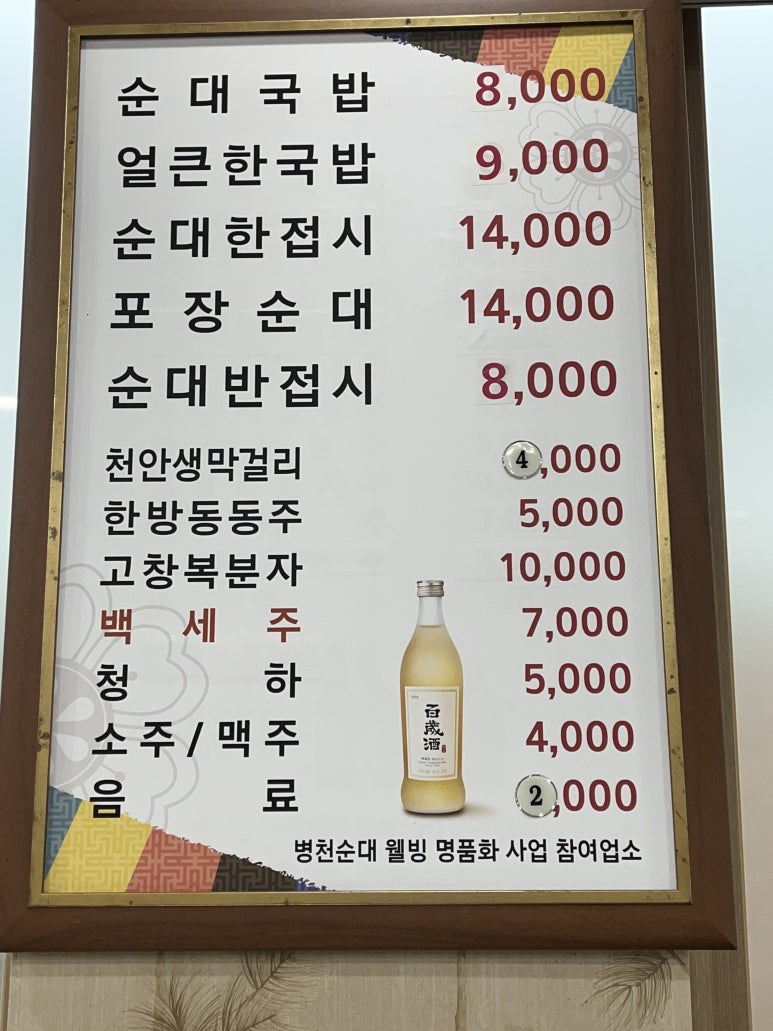 순대국밥 8,000
얼큰한국밥 9,000
순대한접시 14,000
포장순대 14,000
순대반접시 8,000
천안생막걸리 4,000
한방동동주 5,000
고창복분자 10,000
백세주 7,000
청하 5,000
소주/맥주 4,000
음료 2,000
百歲酒
병천순대 웰빙 명품화 사업 참여업소